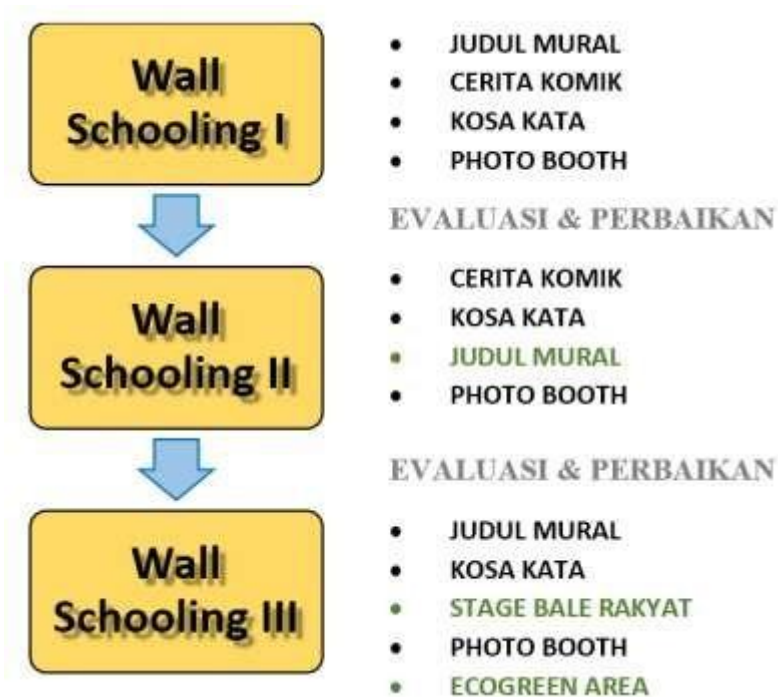 Wall
Schooling I
• JUDUL MURAL
• CERITA KOMIK
• KOSA KATA
• PHOTO BOOTH
EVALUASI & PERBAIKAN
Wall
Schooling II
• CERITA KOMIK
• KOSA KATA
• JUDUL MURAL
• PHOTO BOOTH
EVALUASI & PERBAIKAN
Wall
Schooling III
• JUDUL MURAL
• KOSA KATA
• STAGE BALE RAKYAT
• PHOTO BOOTH
• ECOGREEN AREA